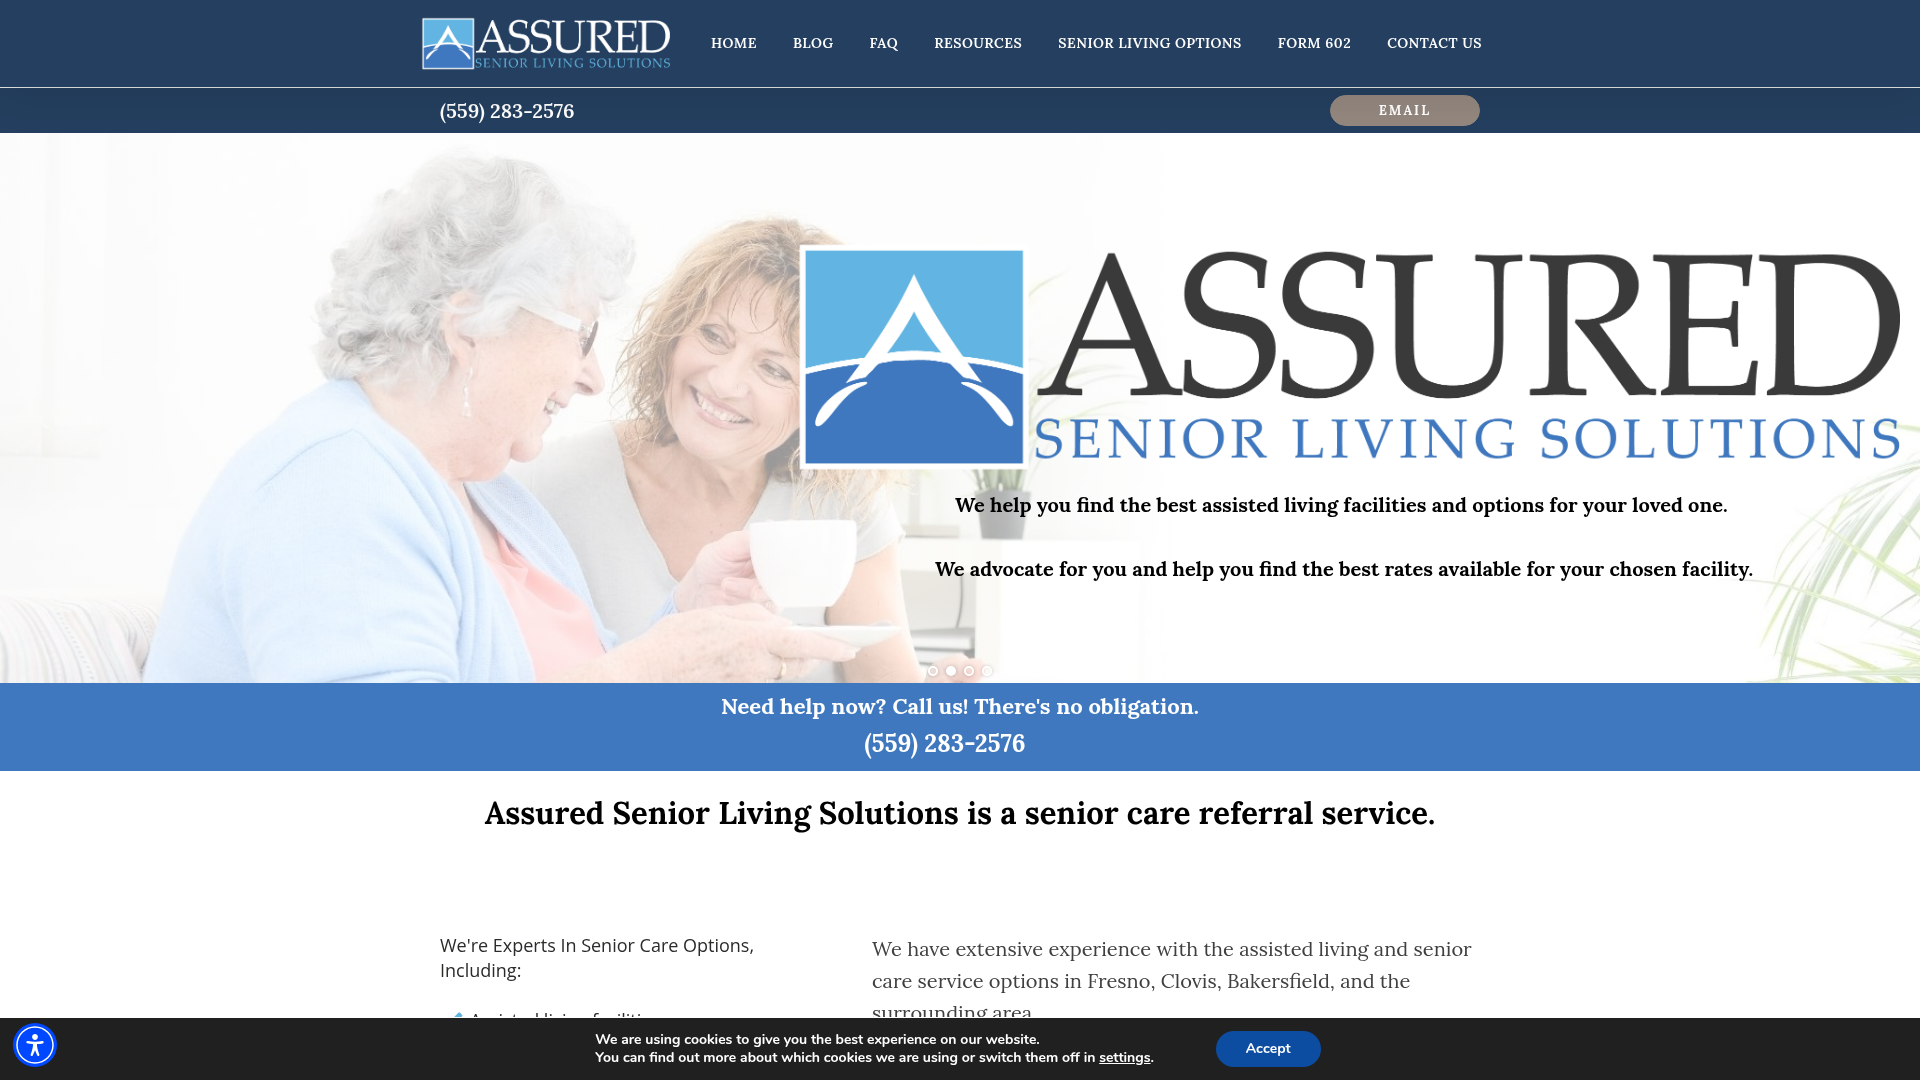 ASSURED
SENIOR LIVING SOLUTIONS
HOME BLOG FAQ RESOURCES SENIOR LIVING OPTIONS FORM 602 CONTACT US
(559) 283-2576
EMAIL
ASSURED
SENIOR LIVING SOLUTIONS
We help you find the best assisted living facilities and options for your loved one.
We advocate for you and help you find the best rates available for your chosen facility.
Need help now? Call us! There's no obligation.
(559) 283-2576
Assured Senior Living Solutions is a senior care referral service.
We're Experts In Senior Care Options,
Including:
We have extensive experience with the assisted living and senior
care service options in Fresno, Clovis, Bakersfield, and the
surrounding area
We are using cookies to give you the best experience on our website.
You can find out more about which cookies we are using or switch them off in settings.
Accept